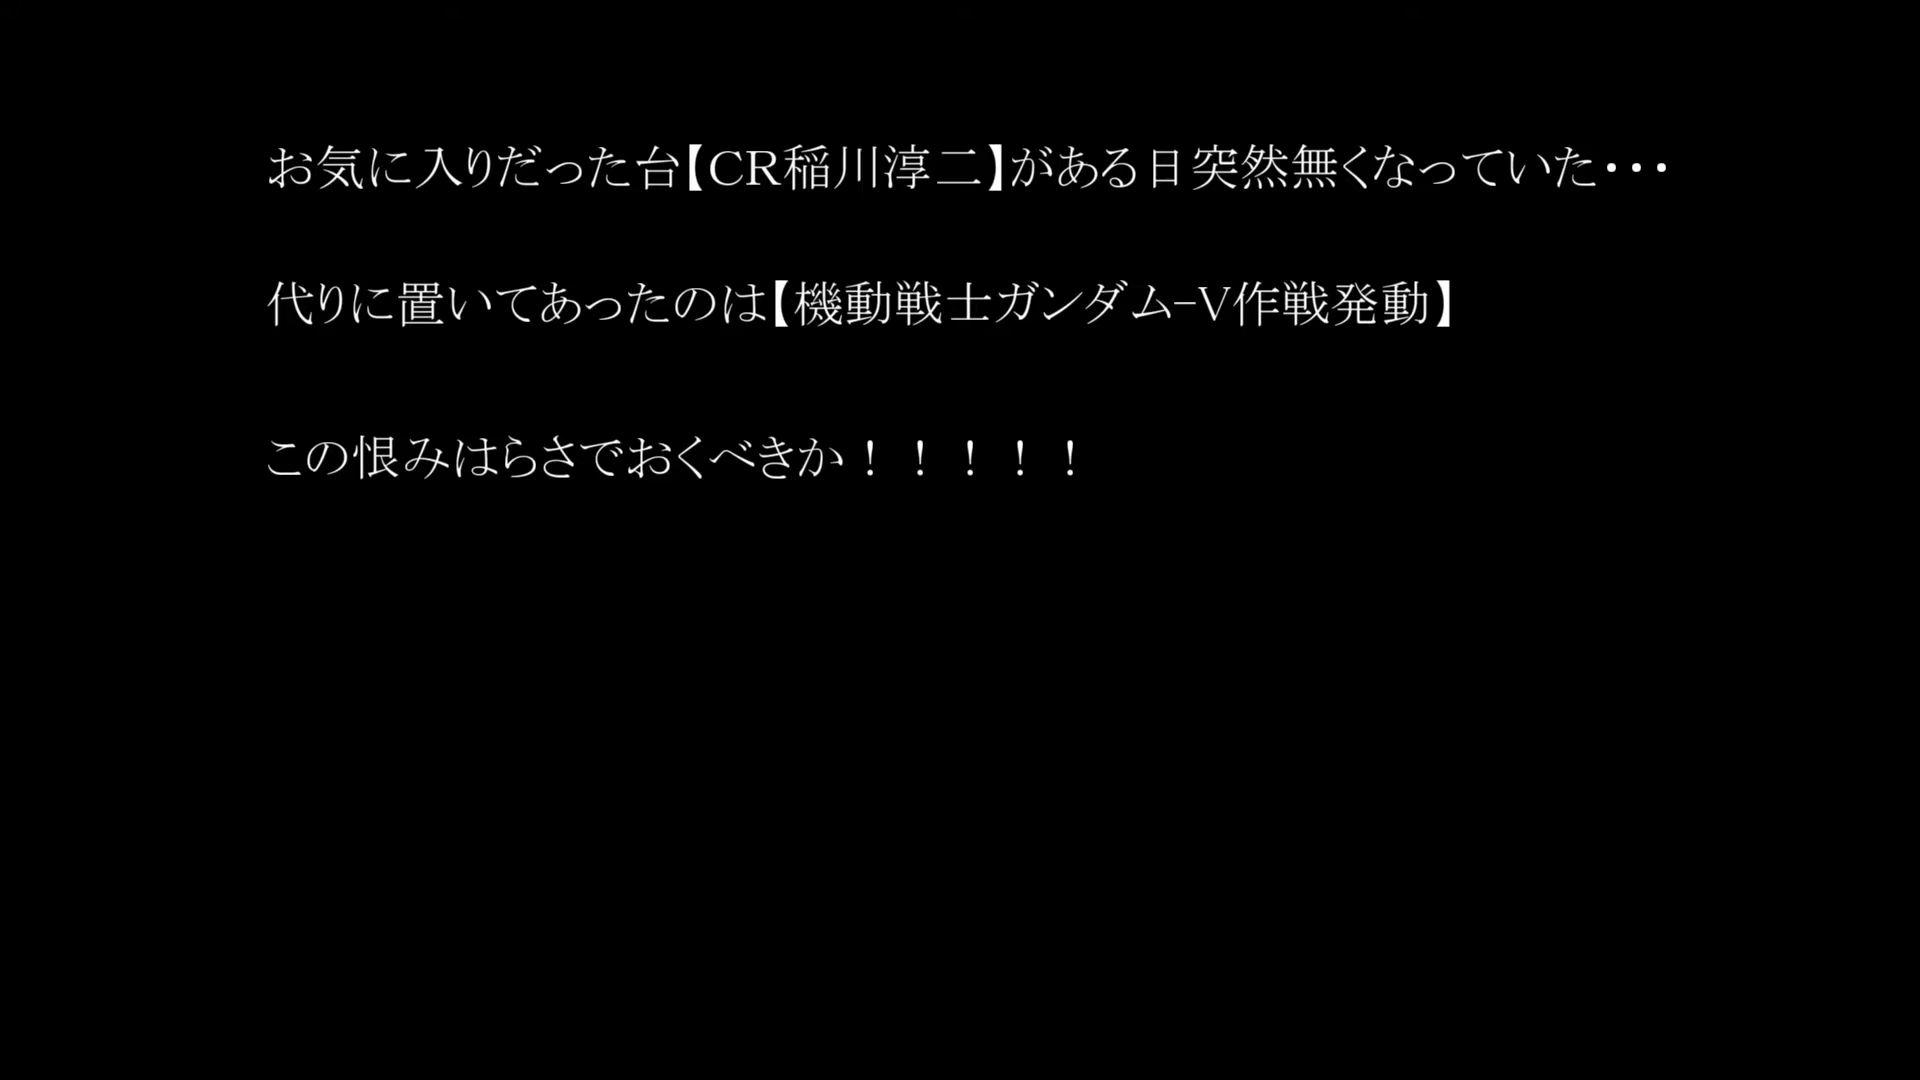 お気に入りだった台【CR稲川淳二】がある日突然無くなっていた・・・
代りに置いてあったのは【機動戦士ガンダム−V作戦発動】
この恨みはらさでおくべきか！！！！！